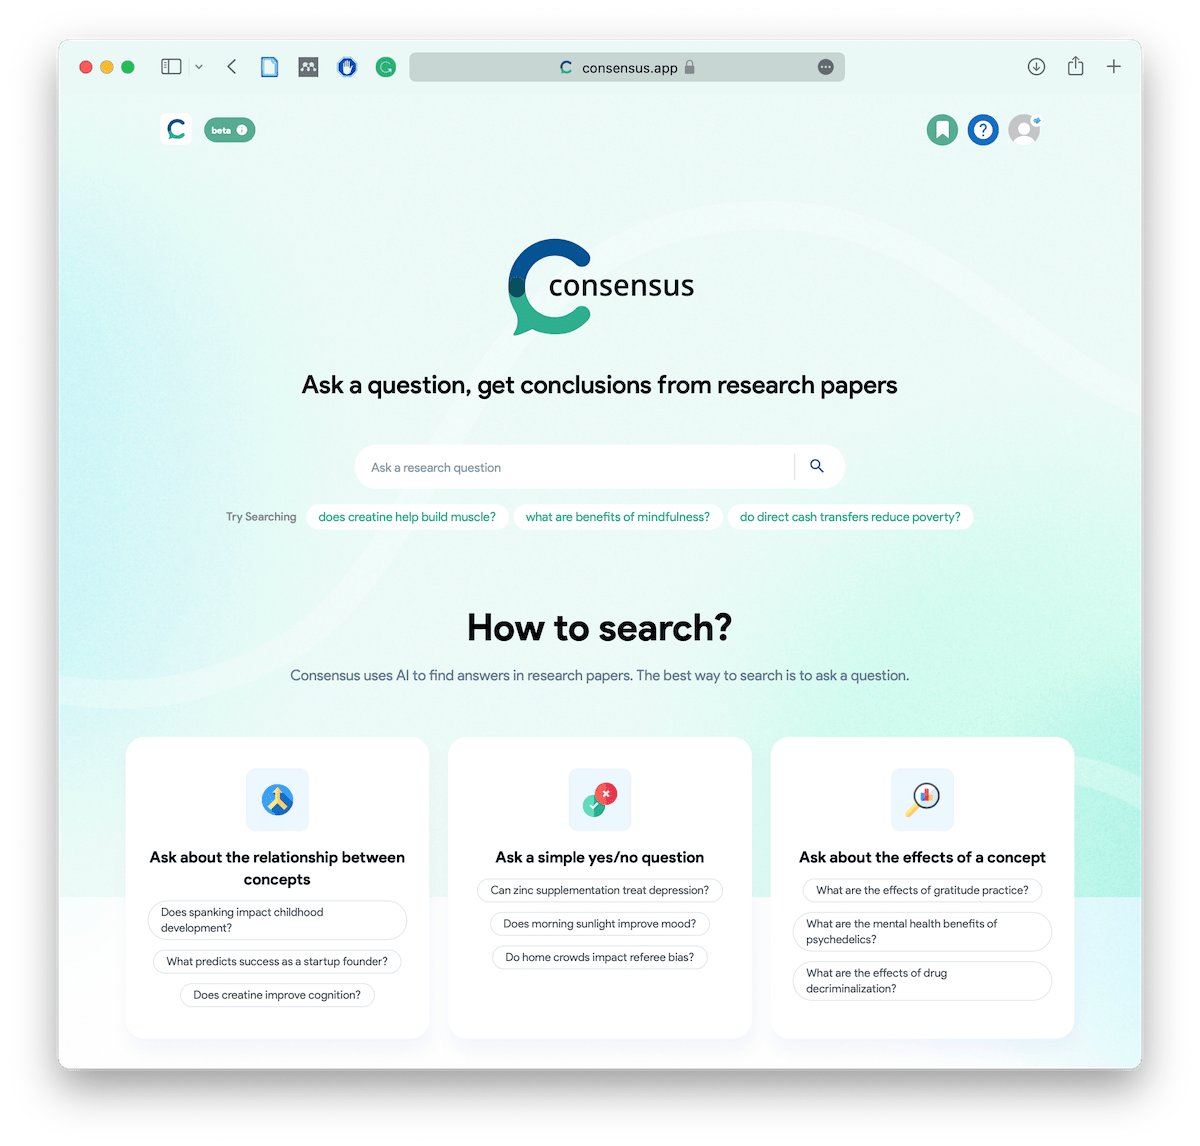 consensus.app
beta
consensus
Ask a question, get conclusions from research papers
Ask a research question
Try Searching
does creatine help build muscle?
what are benefits of mindfulness?
do direct cash transfers reduce poverty?
How to search?
Consensus uses AI to find answers in research papers. The best way to search is to ask a question.
Ask about the relationship between
concepts
Does spanking impact childhood
development?
What predicts success as a startup founder?
Does creatine improve cognition?
Ask a simple yes/no question
Can zinc supplementation treat depression?
Does morning sunlight improve mood?
Do home crowds impact referee bias?
Ask about the effects of a concept
What are the effects of gratitude practice?
What are the mental health benefits of
psychedelics?
What are the effects of drug
decriminalization?